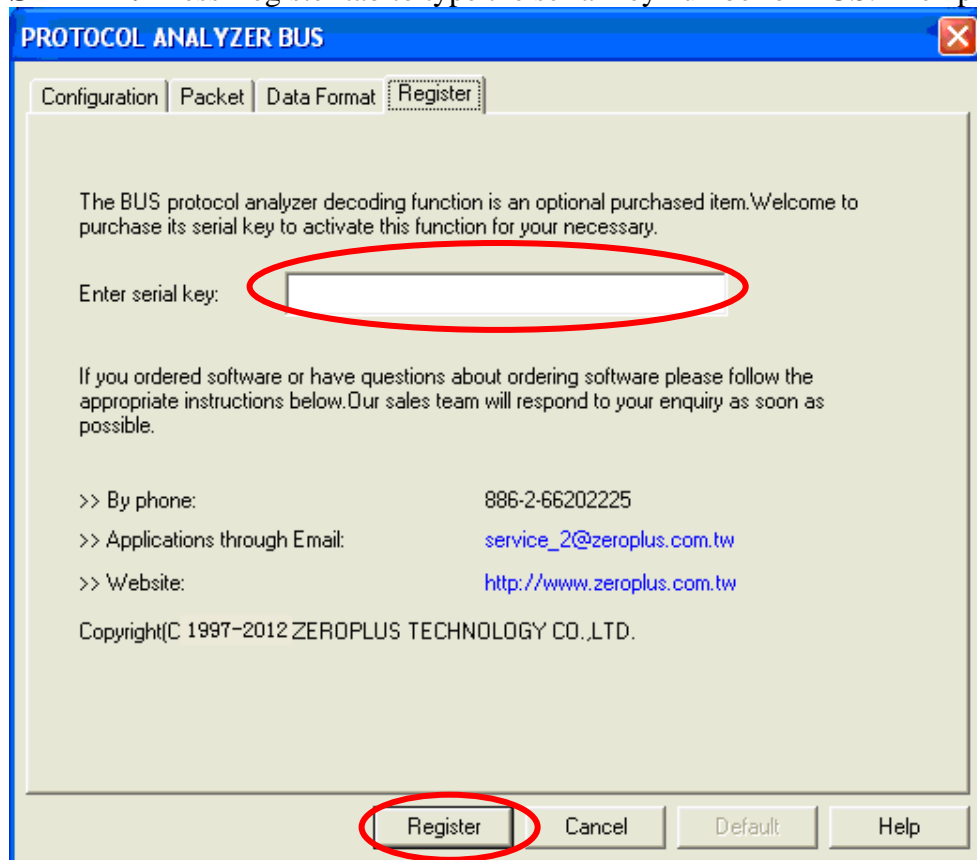 PROTOCOL ANALYZER BUS
Configuration Packet Data Format Register
The BUS protocol analyzer decoding function is an optional purchased item.Welcome to
purchase its serial key to activate this function for your necessary.
Enter serial key:
If you ordered software or have questions about ordering software please follow the
appropriate instructions below.Our sales team will respond to your enquiry as soon as
possible.
>> By phone: 886-2-66202225
>> Applications through Email: service_2@zeroplus.com.tw
>> Website: http://www.zeroplus.com.tw
Copyright(C 1997-2012 ZEROPLUS TECHNOLOGY CO.,LTD.
Register Cancel Default Help